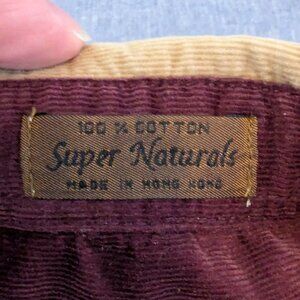 100 % COTTON
Super Naturals
MADE IN HONG KONG